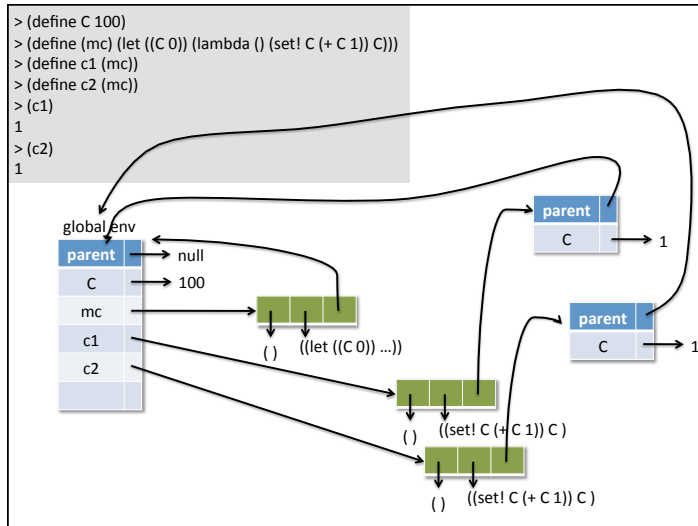 > (define C 100)
> (define (mc) (let ((C 0)) (lambda () (set! C (+ C 1)) C)))
> (define c1 (mc))
> (define c2 (mc))
> (c1)
1
> (c2)
1
global env
parent
null
C
100
mc
c1
c2
( )
((let ((C 0)) ...))
parent
C
1
parent
C
1
( )
((set! C (+ C 1)) C )
( )
((set! C (+ C 1)) C )